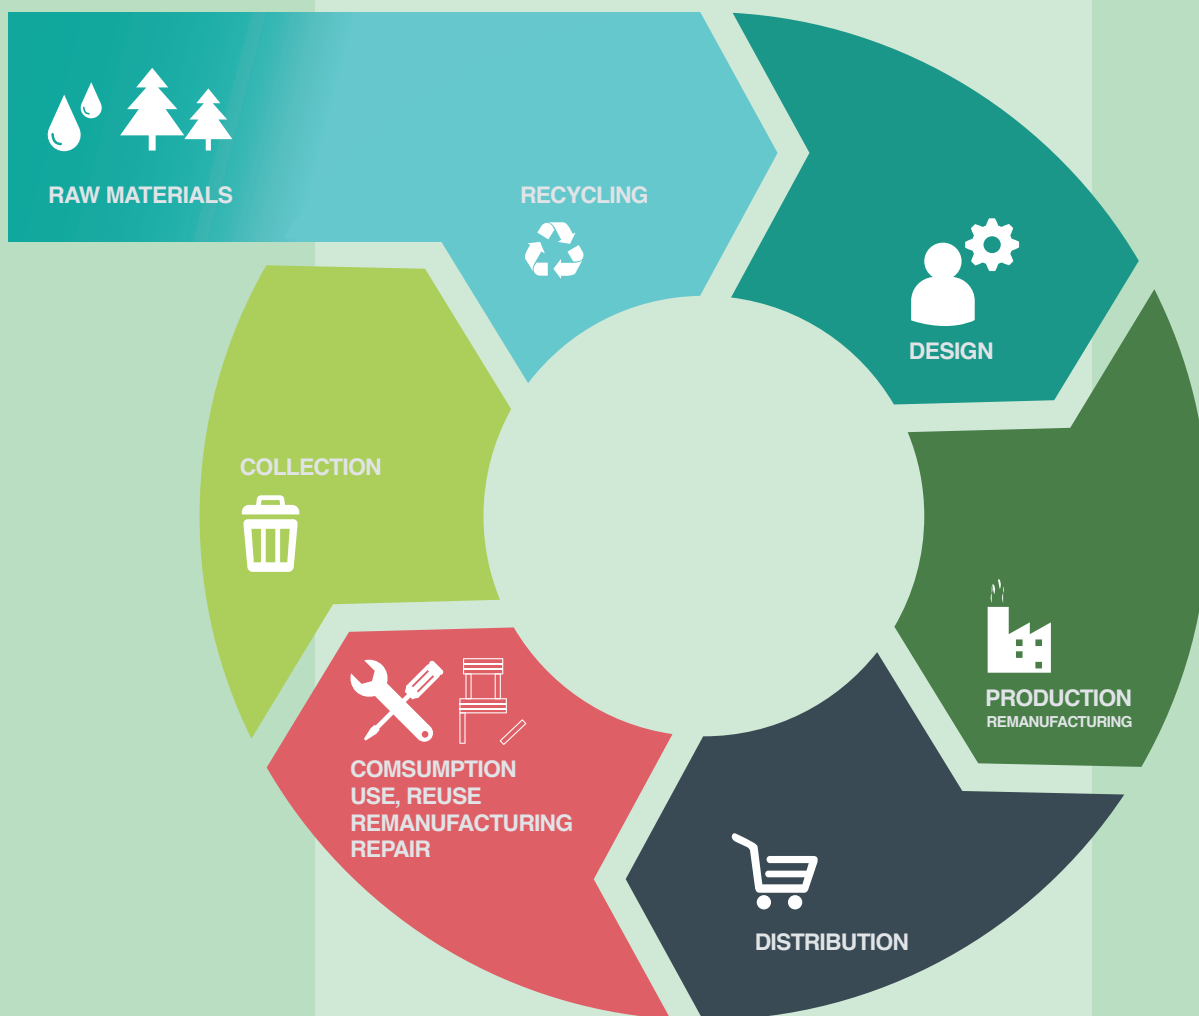 RAW MATERIALS
RECYCLING
DESIGN
COLLECTION
PRODUCTION
REMANUFACTURING
COMSUMPTION
USE, REUSE
REMANUFACTURING
REPAIR
DISTRIBUTION